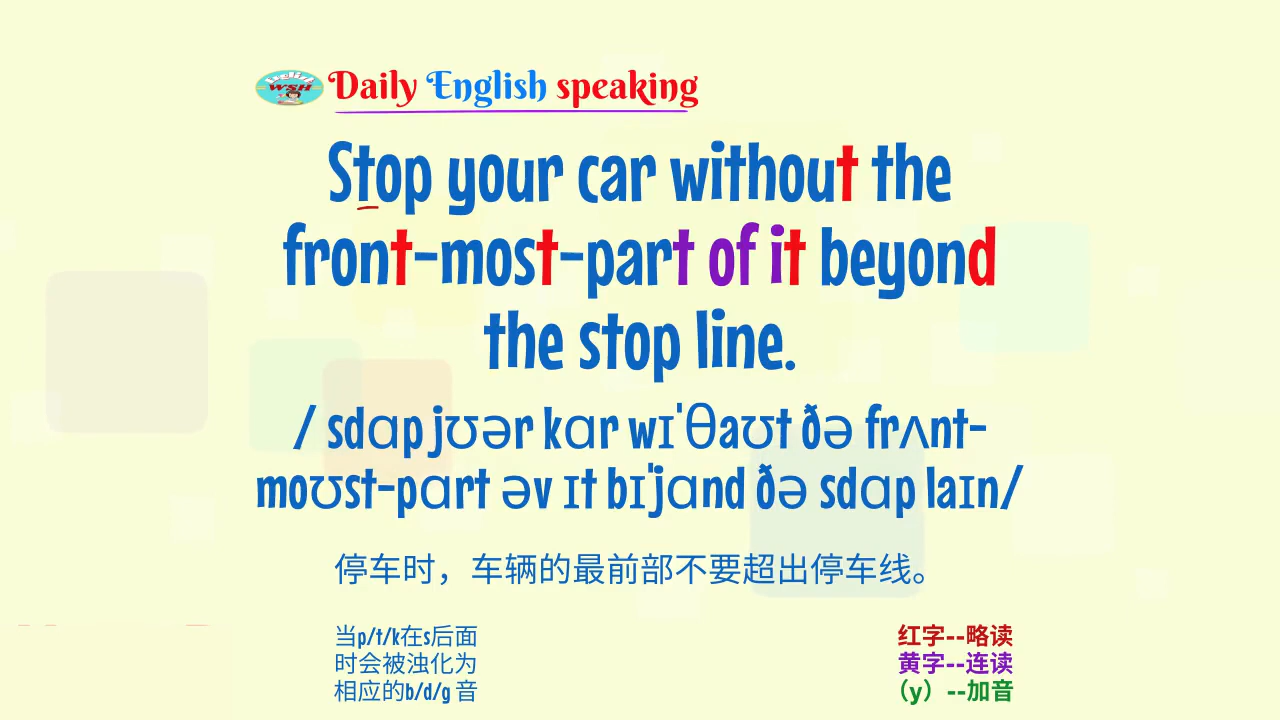 WSH
Daily English speaking
Stop your car without the
front-most-part of it beyond
the stop line.
/ sdɑp jʊər kɑr wɪˈθaʊt ðə frʌnt-
moʊst-pɑrt əv ɪt bɪˈjɑnd ðə sdɑp laɪn/
停车时，车辆的最前部不要超出停车线。
当p/t/k在s后面
时会被浊化为
相应的b/d/g 音
红字--略读
黄字--连读
（y）--加音